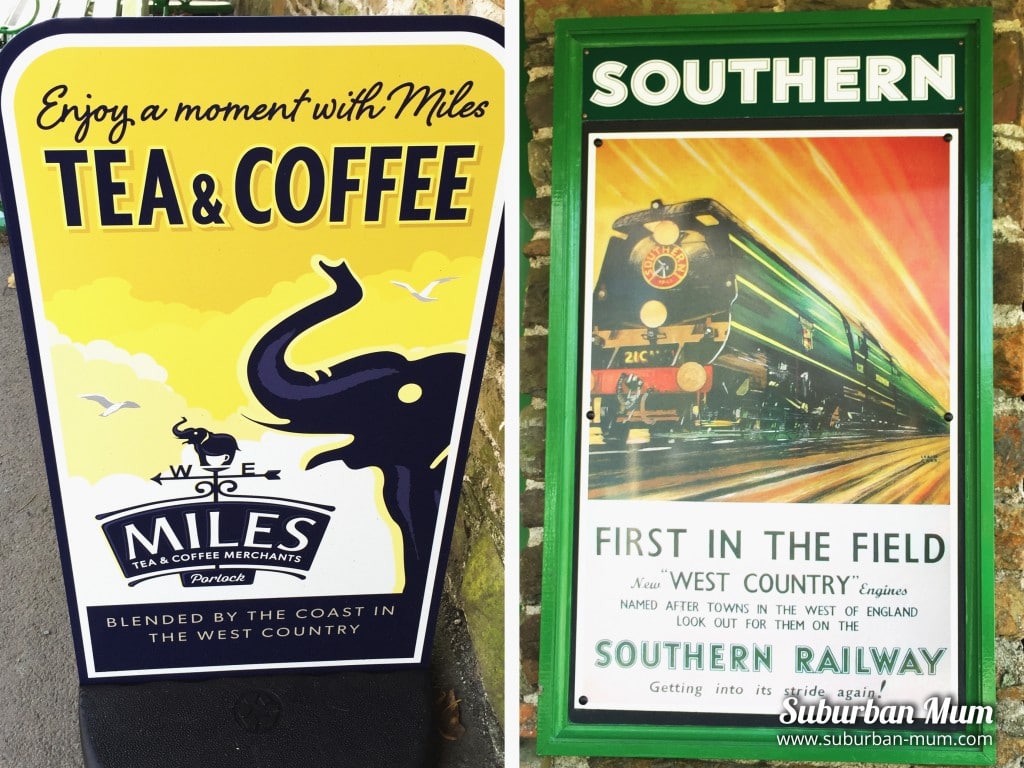 Enjoy a moment with Miles
TEA & COFFEE
W E
MILES
TEA & COFFEE MERCHANTS
Porlock
BLENDED BY THE COAST IN
THE WEST COUNTRY
SOUTHERN
SOUTHERN
21C
FIRST IN THE FIELD
New "WEST COUNTRY" Engines
NAMED AFTER TOWNS IN THE WEST OF ENGLAND
LOOK OUT FOR THEM ON THE
SOUTHERN RAILWAY
Getting into its stride again!
Suburban Mum
www.suburban-mum.com